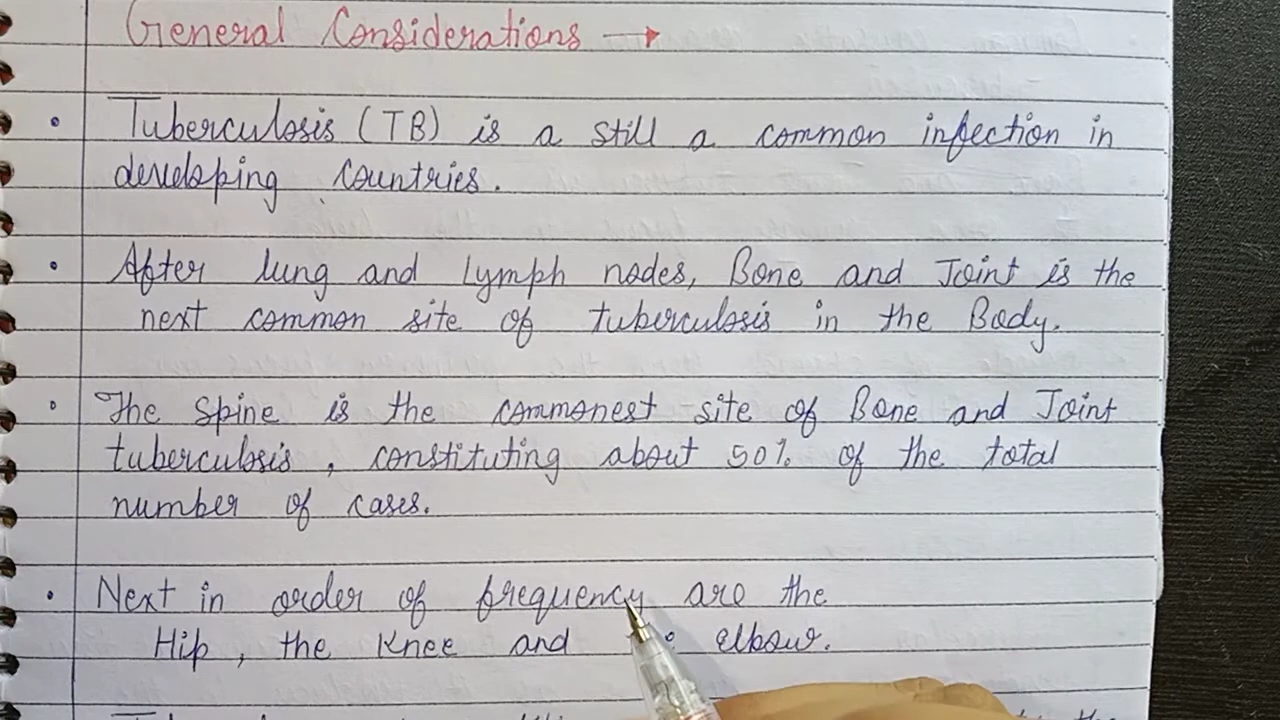 General Considerations →
• Tuberculosis (TB) is a still a common infection in
developing countries.
• After lung and Lymph nodes, Bone and Joint is the
next common site of tuberculosis in the Body.
• The Spine is the commonest site of Bone and Joint
tuberculosis, constituting about 50% of the total
number of cases.
• Next in order of frequency are the
Hip, the Knee and elbow.